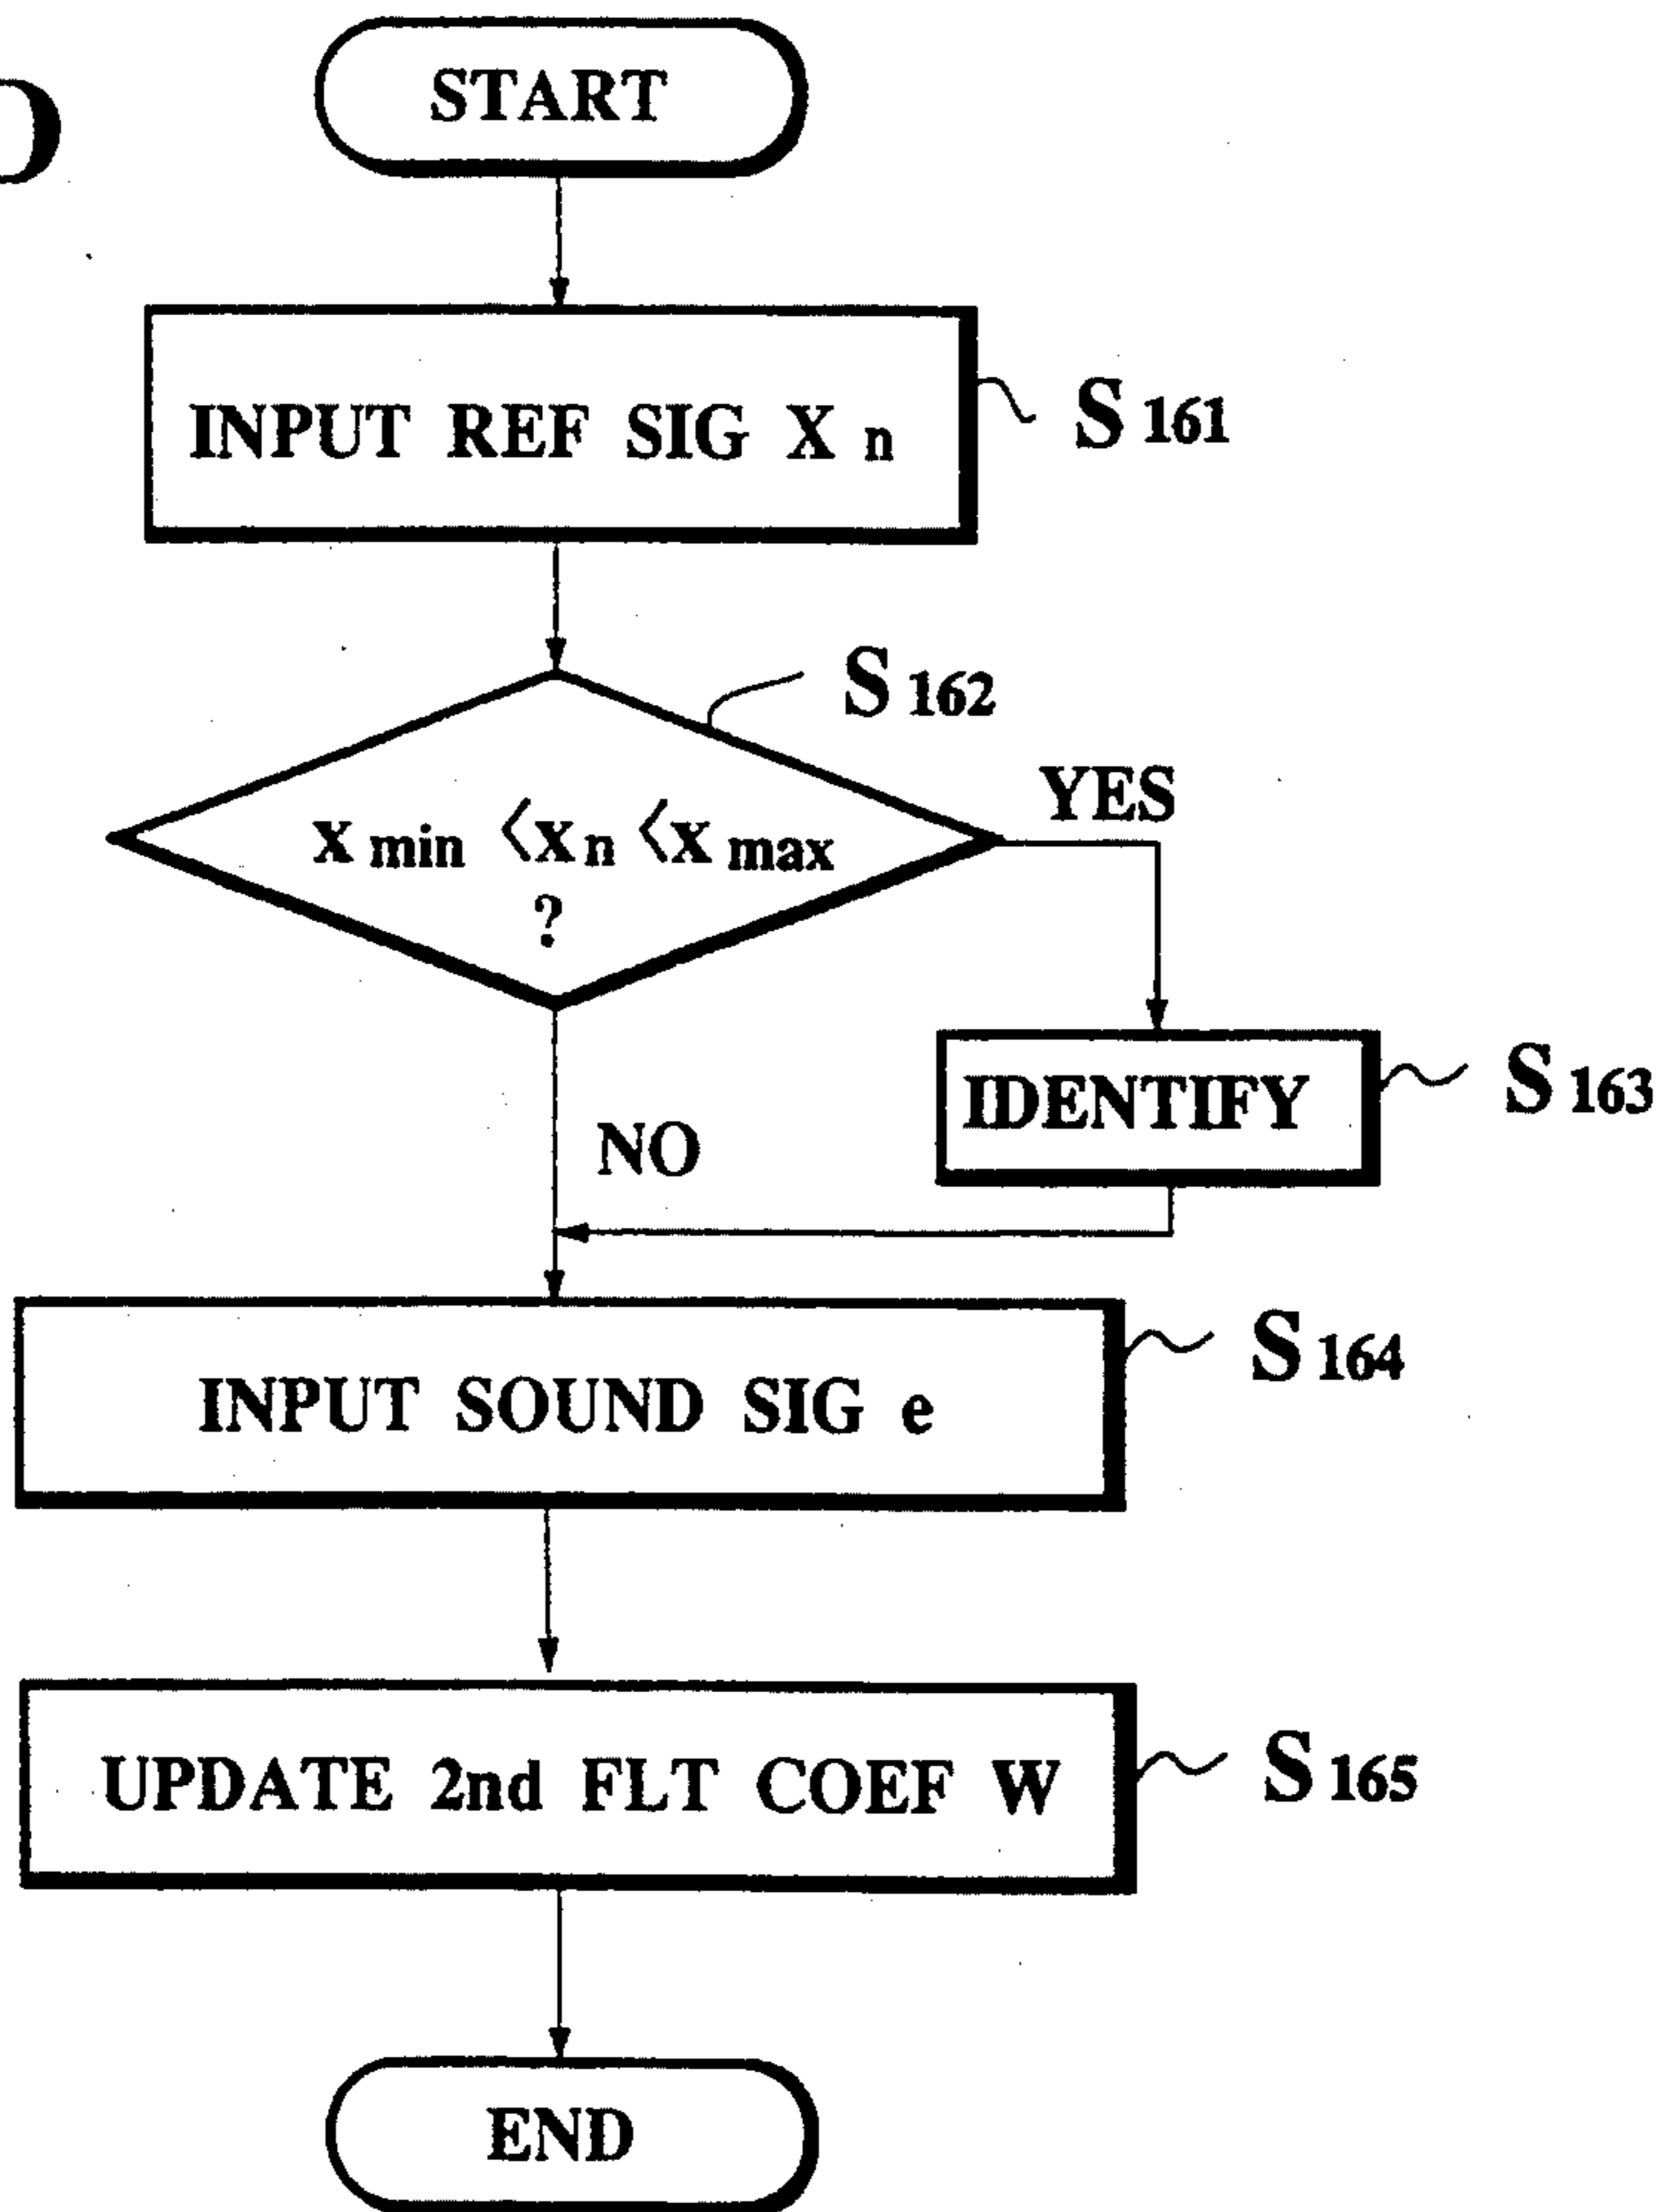 D
START
INPUT REF SIG X n
S 161
S 162
x min <x n <x max
?
YES
IDENTIFY
S 163
NO
INPUT SOUND SIG e
S 164
UPDATE 2nd FLT COEF W
S 165
END